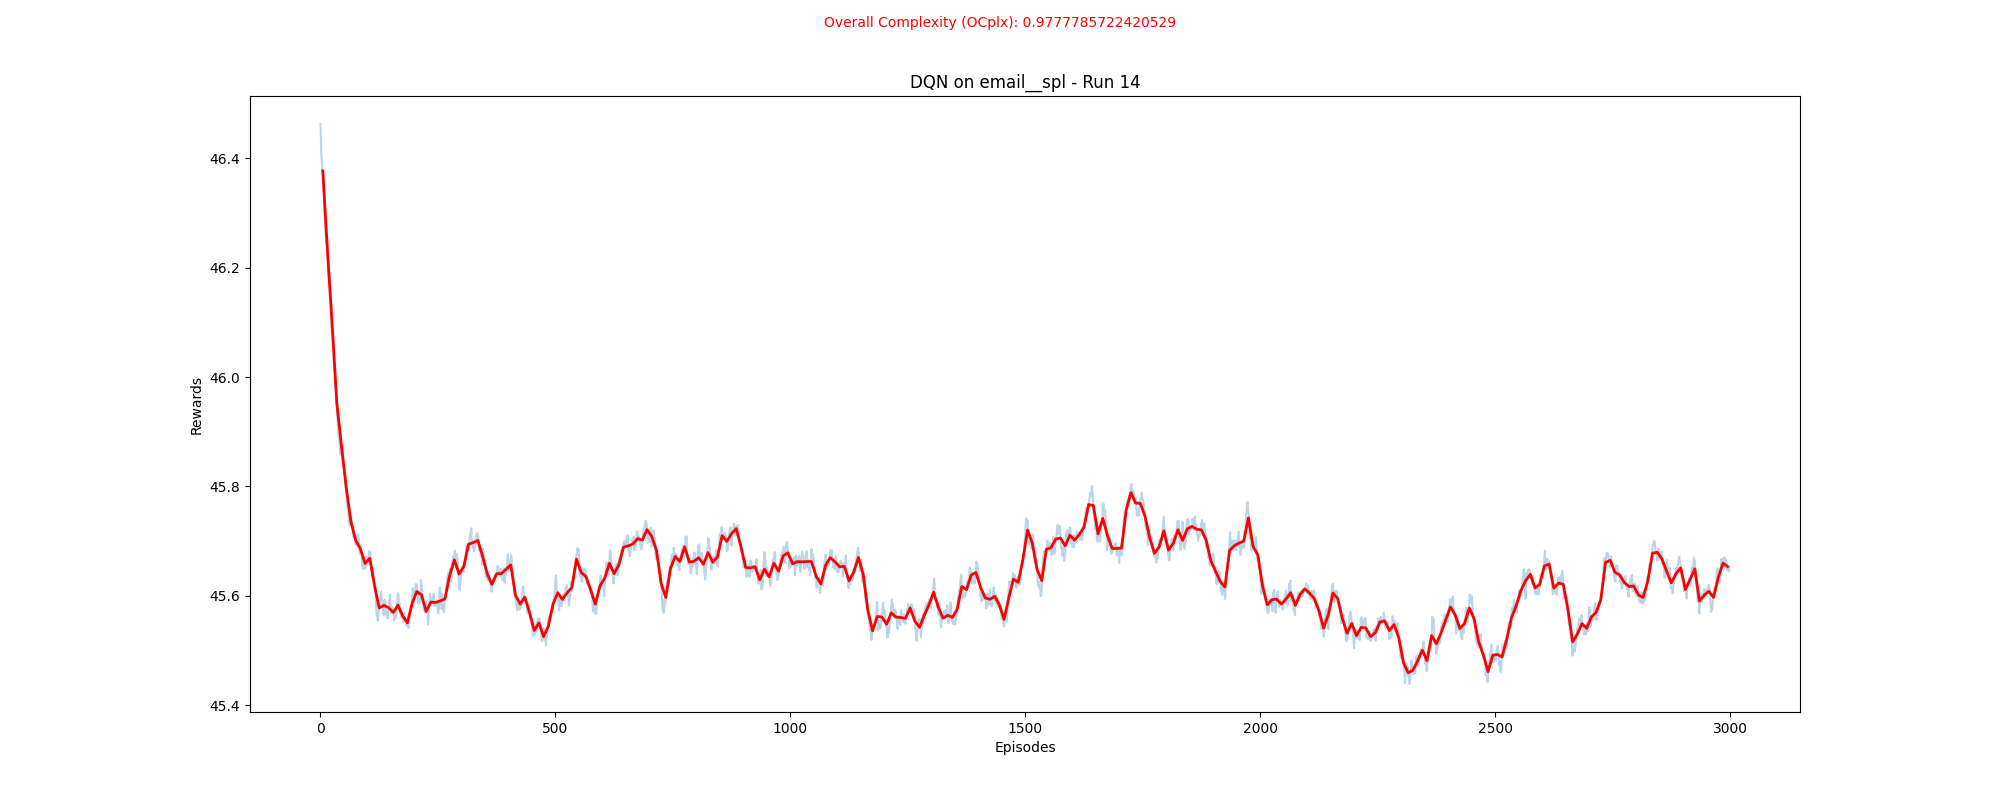 Overall Complexity (OCplx): 0.9777785722420529
DQN on email__spl - Run 14
46.4
46.2
46.0
45.8
45.6
45.4
Rewards
0 500 1000 1500 2000 2500 3000
Episodes